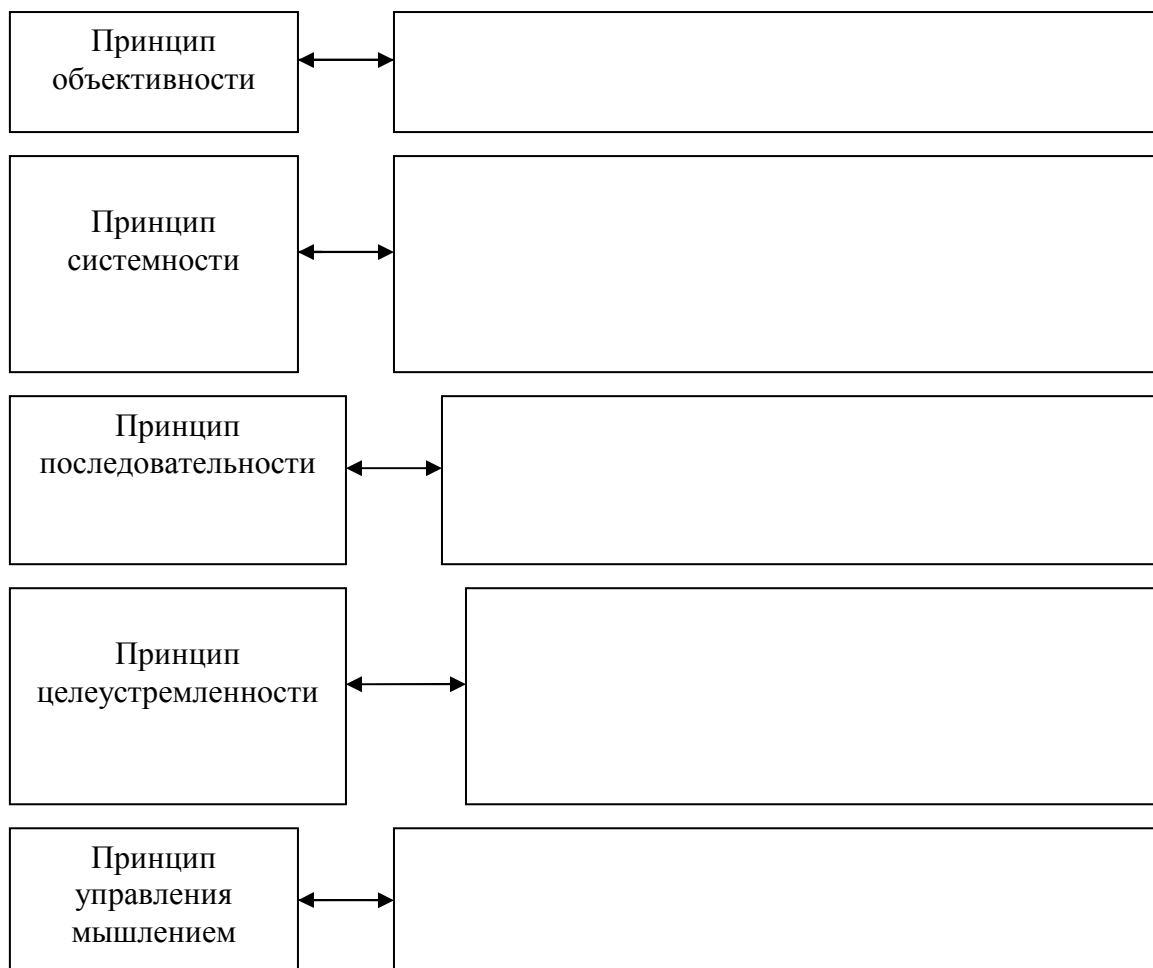 Принцип
объективности
Принцип
системности
Принцип
последовательности
Принцип
целеустремленности
Принцип
управления
мышлением